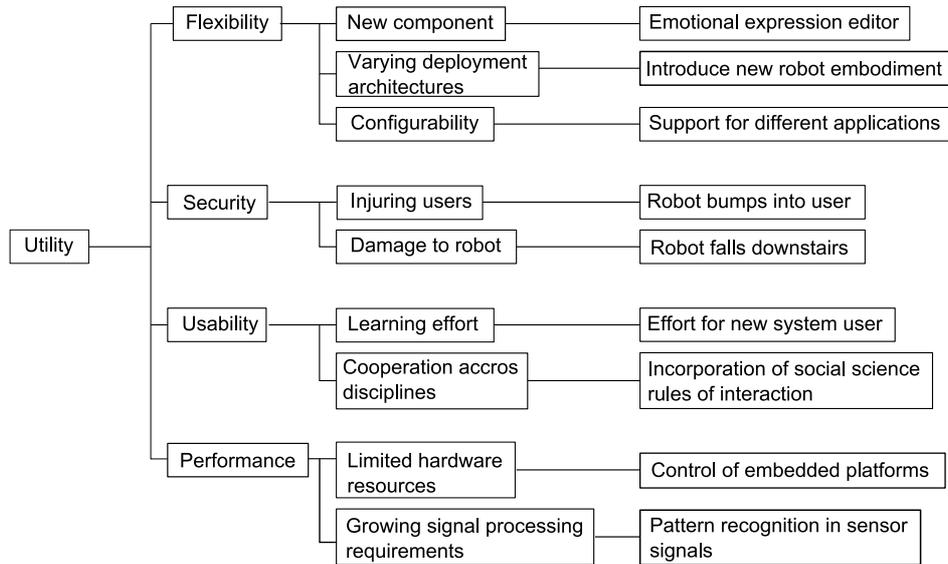 Flexibility
New component
Emotional expression editor
Varying deployment
architectures
Introduce new robot embodiment
Configurability
Support for different applications
Security
Injuring users
Robot bumps into user
Utility
Damage to robot
Robot falls downstairs
Usability
Learning effort
Effort for new system user
Cooperation accros
disciplines
Incorporation of social science
rules of interaction
Performance
Limited hardware
resources
Control of embedded platforms
Growing signal processing
requirements
Pattern recognition in sensor
signals